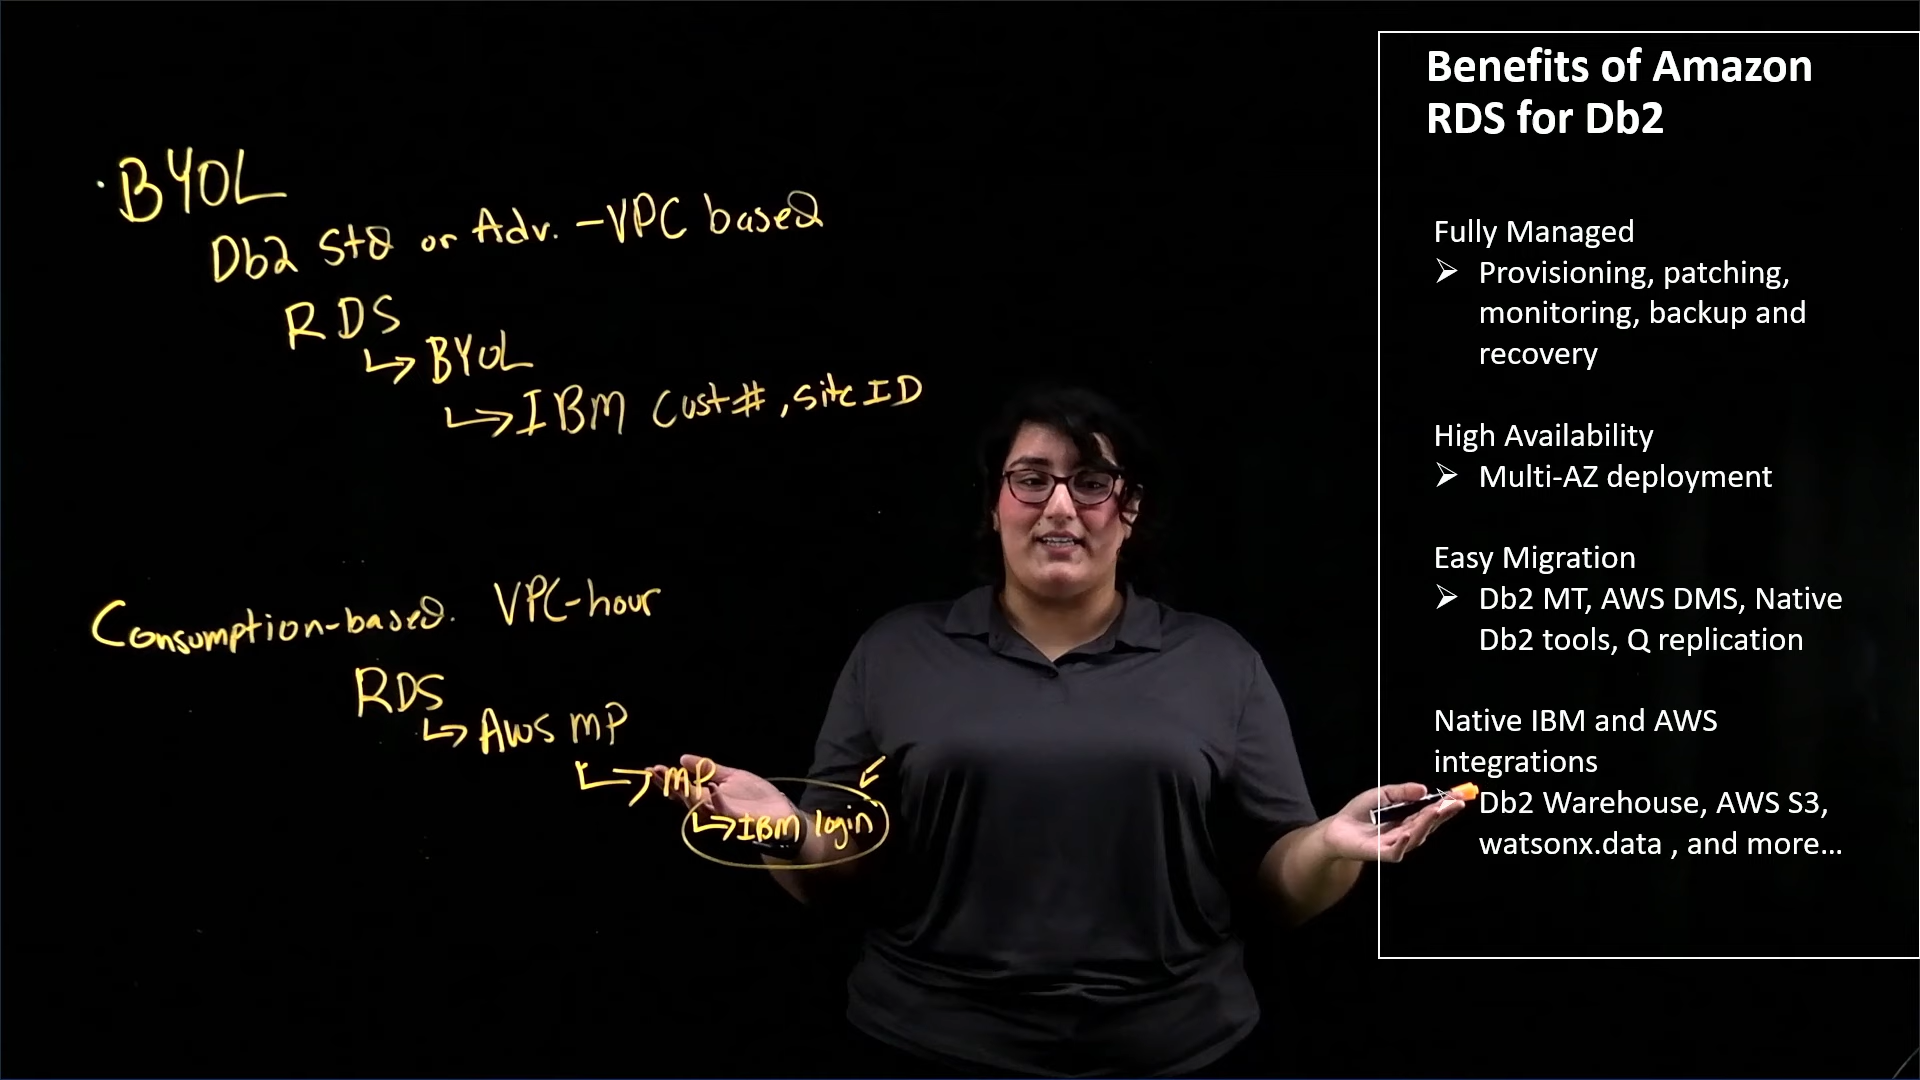 BYOL
Db2 Std or Adv. - VPC based
RDS
↳ BYOL
↳ IBM Cust#, Site ID
Consumption-based. VPC-hour
RDS
↳ AWS MP
↳ MP
↳ IBM login
Benefits of Amazon
RDS for Db2
Fully Managed
➢ Provisioning, patching,
monitoring, backup and
recovery
High Availability
➢ Multi-AZ deployment
Easy Migration
➢ Db2 MT, AWS DMS, Native
Db2 tools, Q replication
Native IBM and AWS
integrations
➢ Db2 Warehouse, AWS S3,
watsonx.data , and more...